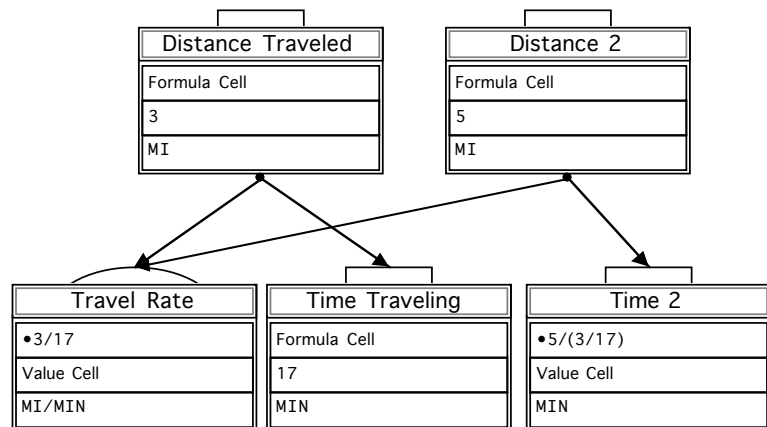 Distance Traveled
Formula Cell
3
MI
Distance 2
Formula Cell
5
MI
Travel Rate
•3/17
Value Cell
MI/MIN
Time Traveling
Formula Cell
17
MIN
Time 2
•5/(3/17)
Value Cell
MIN